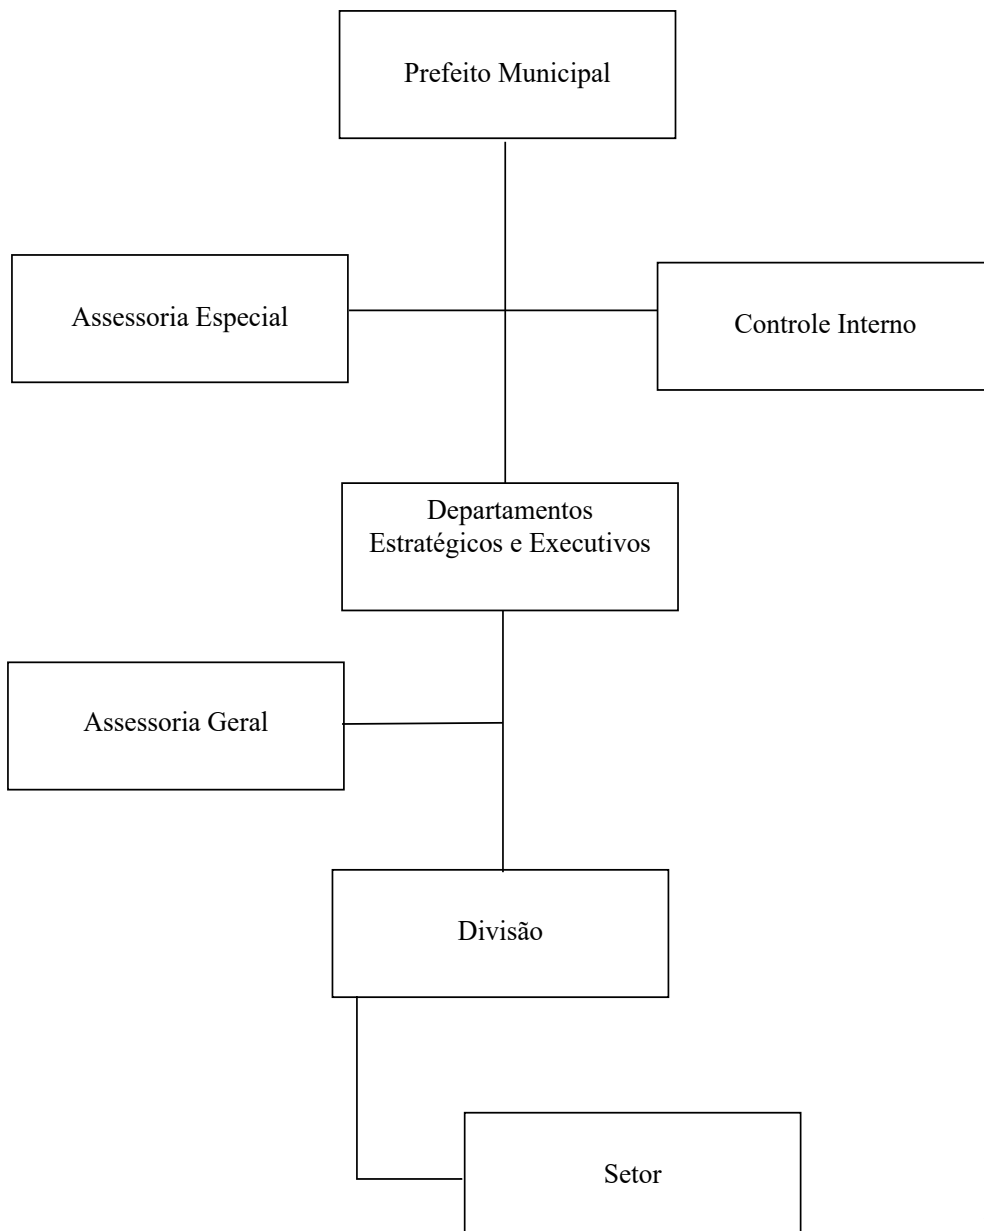 Prefeito Municipal
Assessoria Especial
Controle Interno
Departamentos
Estratégicos e Executivos
Assessoria Geral
Divisão
Setor